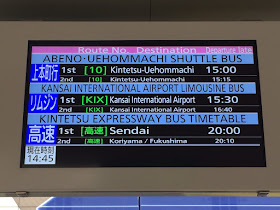 Route No. Destination Departure Time
ABENO･UEHOMMACHI SHUTTLE BUS
上本町行 1st [10] Kintetsu-Uehommachi 15:00
2nd [10] Kintetsu-Uehommachi 15:15
KANSAI INTERNATIONAL AIRPORT LIMOUSINE BUS
リムジン 1st [KIX] Kansai International Airport 15:30
2nd [KIX] Kansai International Airport 16:40
KINTETSU EXPRESSWAY BUS TIMETABLE
高速 1st [高速] Sendai 20:00
現在時刻 2nd [高速] Koriyama / Fukushima 20:10
14:45